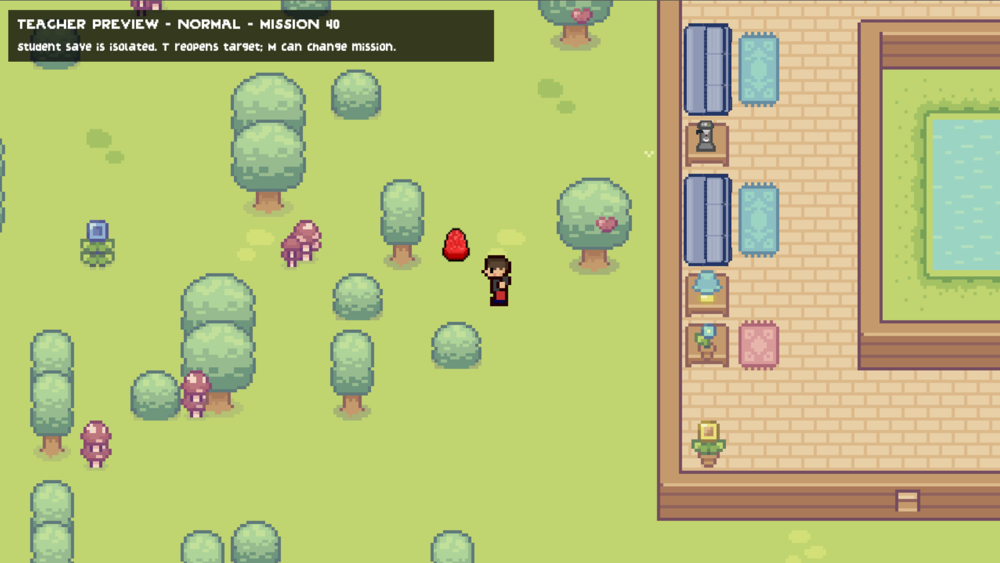 TEACHER PREVIEW - NORMAL - MISSION 40
Student save is isolated. T reopens target; M can change mission.